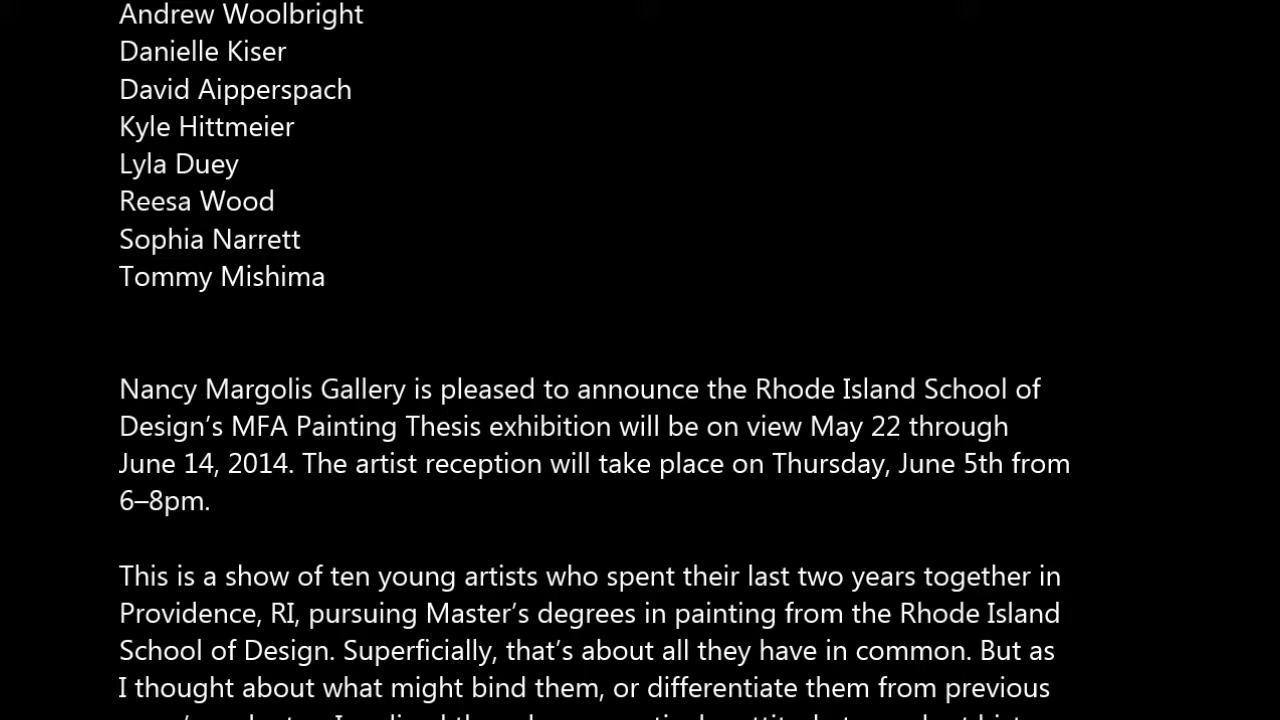 Andrew Woolbright
Danielle Kiser
David Aipperspach
Kyle Hittmeier
Lyla Duey
Reesa Wood
Sophia Narrett
Tommy Mishima
Nancy Margolis Gallery is pleased to announce the Rhode Island School of
Design’s MFA Painting Thesis exhibition will be on view May 22 through
June 14, 2014. The artist reception will take place on Thursday, June 5th from
6–8pm.
This is a show of ten young artists who spent their last two years together in
Providence, RI, pursuing Master’s degrees in painting from the Rhode Island
School of Design. Superficially, that’s about all they have in common. But as
I thought about what might bind them, or differentiate them from previous